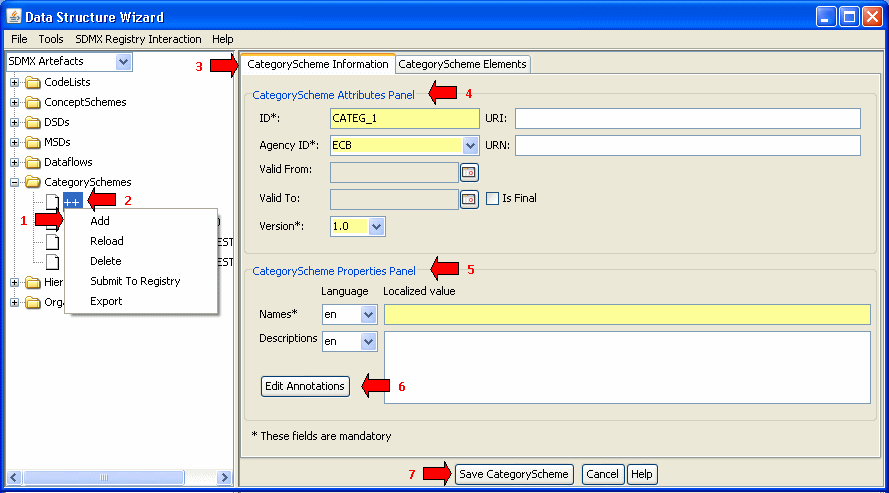 Data Structure Wizard
File Tools SDMX Registry Interaction Help
SDMX Artefacts
CodeLists
ConceptSchemes
DSDs
MSDs
Dataflows
CategorySchemes
++
2
1
Add
)
Reload
EST
Delete
EST
Submit To Registry
Hier
Export
Orga
3
CategoryScheme Information
CategoryScheme Elements
CategoryScheme Attributes Panel
4
ID*:
CATEG_1
URI:
Agency ID*:
ECB
URN:
Valid From:
Valid To:
Is Final
Version*:
1.0
CategoryScheme Properties Panel
5
Language Localized value
Names*
en
Descriptions
en
Edit Annotations
6
* These fields are mandatory
7
Save CategoryScheme
Cancel
Help